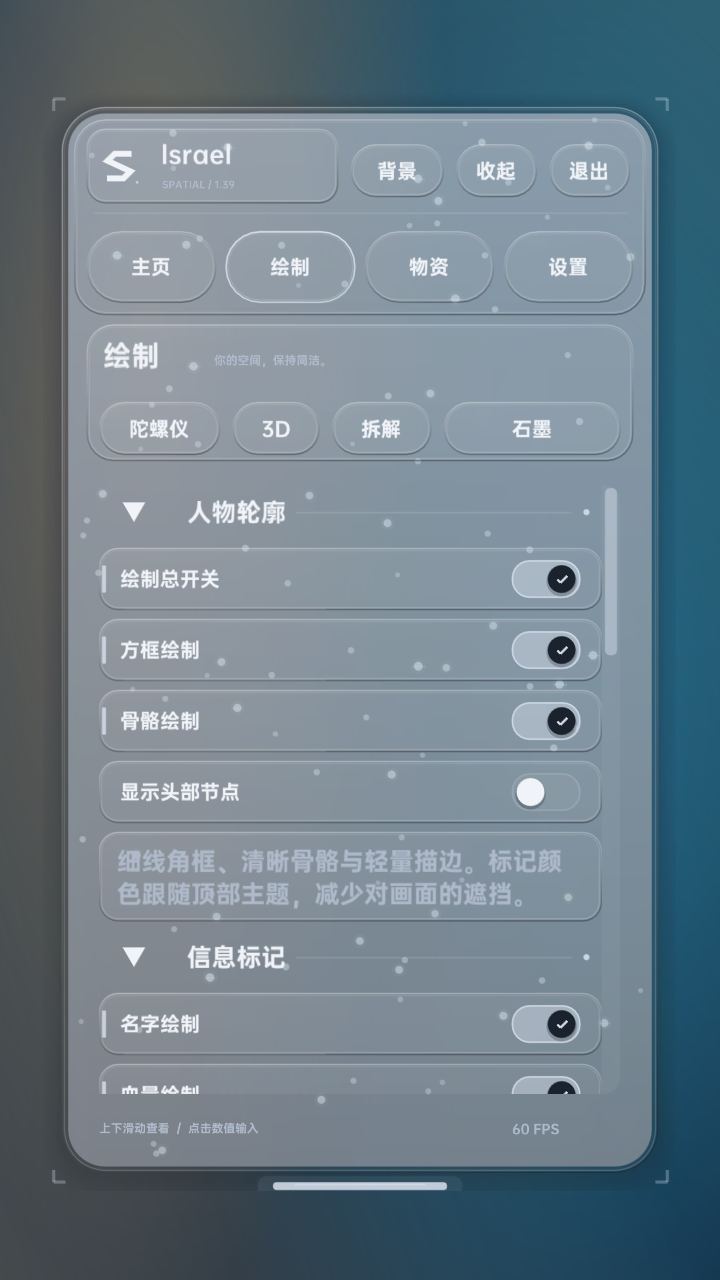 Israel
SPATIAL / 1.39
背景
收起
退出
主页
绘制
物资
设置
绘制
你的空间，保持简洁。
陀螺仪
3D
拆解
石墨
人物轮廓
绘制总开关
方框绘制
骨骼绘制
显示头部节点
细线角框、清晰骨骼与轻量描边。标记颜
色跟随顶部主题，减少对画面的遮挡。
信息标记
名字绘制
血量绘制
上下滑动查看 / 点击数值输入
60 FPS